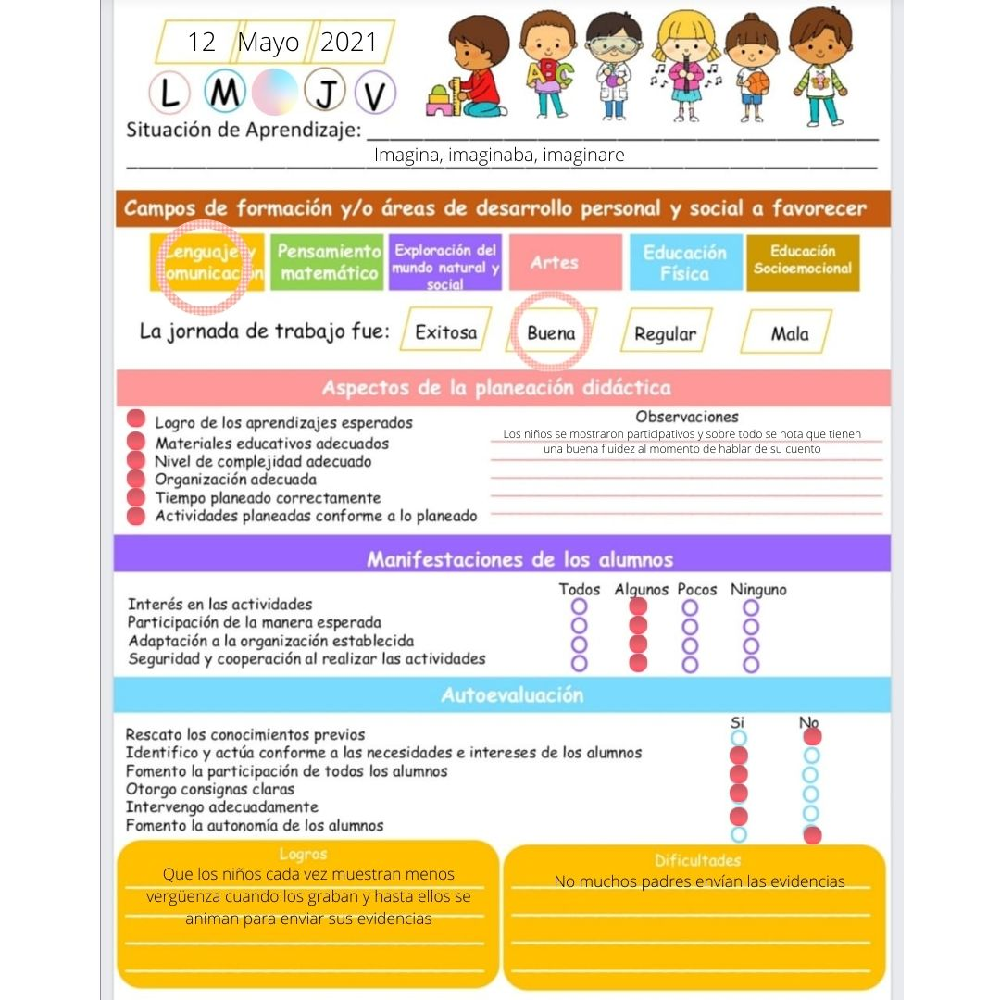 12 Mayo 2021
L M J V
Situación de Aprendizaje:
Imagina, imaginaba, imaginare
Campos de formación y/o áreas de desarrollo personal y social a favorecer
Lenguaje y
omunicación
Pensamiento
matemático
Exploración del
mundo natural y
social
Artes
Educación
Física
Educación
Socioemocional
La jornada de trabajo fue: Exitosa Buena Regular Mala
Aspectos de la planeación didáctica
Logro de los aprendizajes esperados
Materiales educativos adecuados
Nivel de complejidad adecuado
Organización adecuada
Tiempo planeado correctamente
Actividades planeadas conforme a lo planeado
Observaciones
Los niños se mostraron participativos y sobre todo se nota que tienen
una buena fluidez al momento de hablar de su cuento
Manifestaciones de los alumnos
Todos Algunos Pocos Ninguno
Interés en las actividades
Participación de la manera esperada
Adaptación a la organización establecida
Seguridad y cooperación al realizar las actividades
Autoevaluación
Si No
Rescato los conocimientos previos
Identifico y actúa conforme a las necesidades e intereses de los alumnos
Fomento la participación de todos los alumnos
Otorgo consignas claras
Intervengo adecuadamente
Fomento la autonomía de los alumnos
Logros
Que los niños cada vez muestran menos
vergüenza cuando los graban y hasta ellos se
animan para enviar sus evidencias
Dificultades
No muchos padres envían las evidencias
ABC